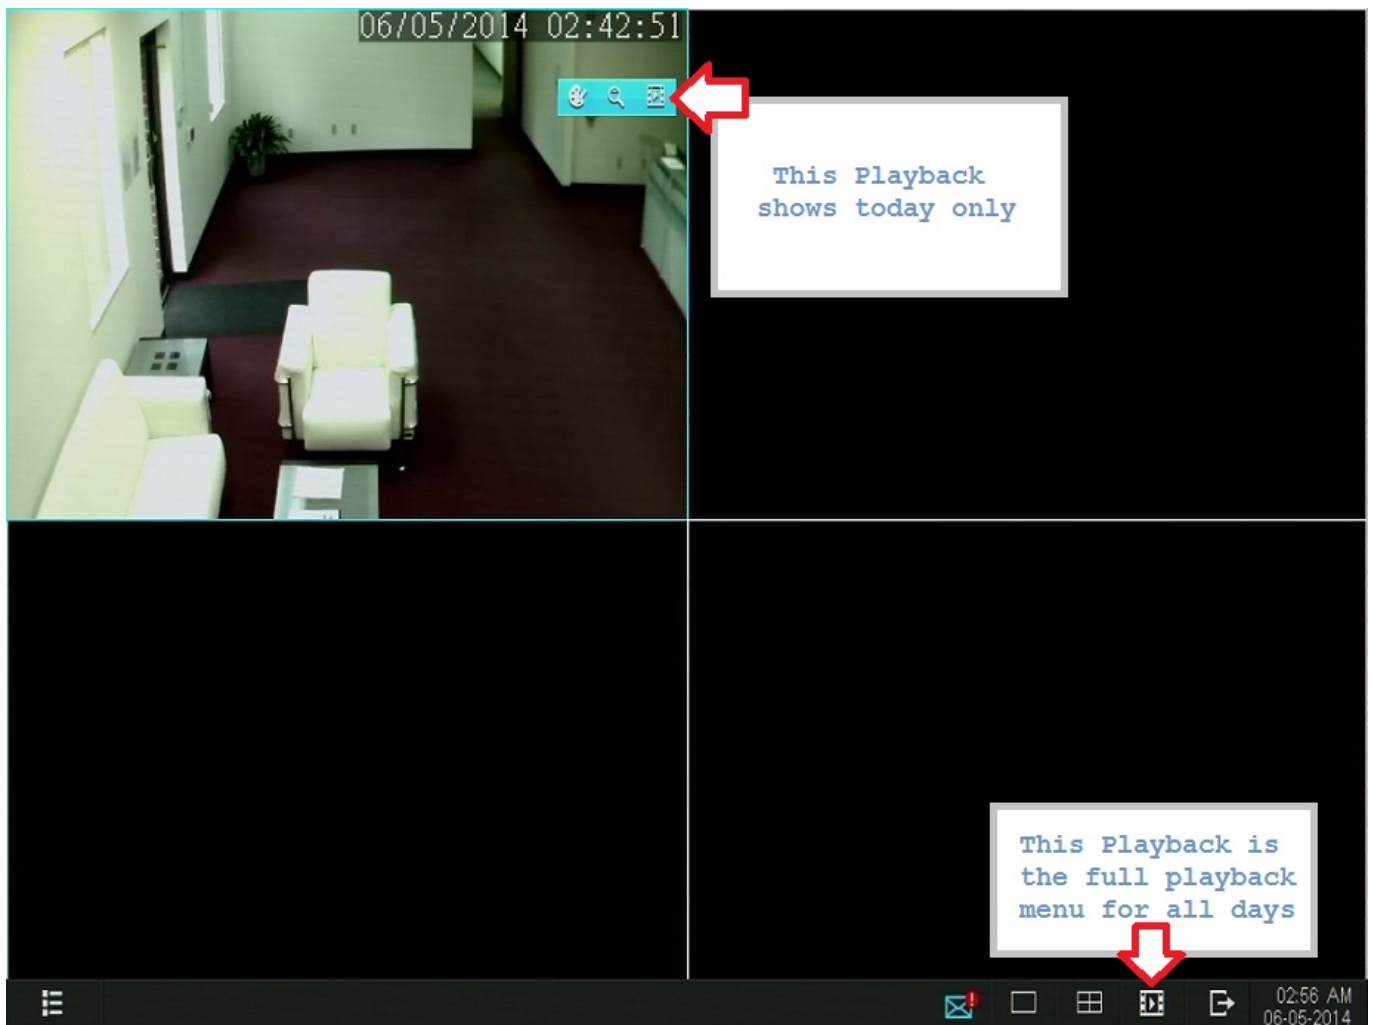 06/05/2014 02:42:51
This Playback
shows today only
This Playback is
the full playback
menu for all days
02:56 AM
06-05-2014